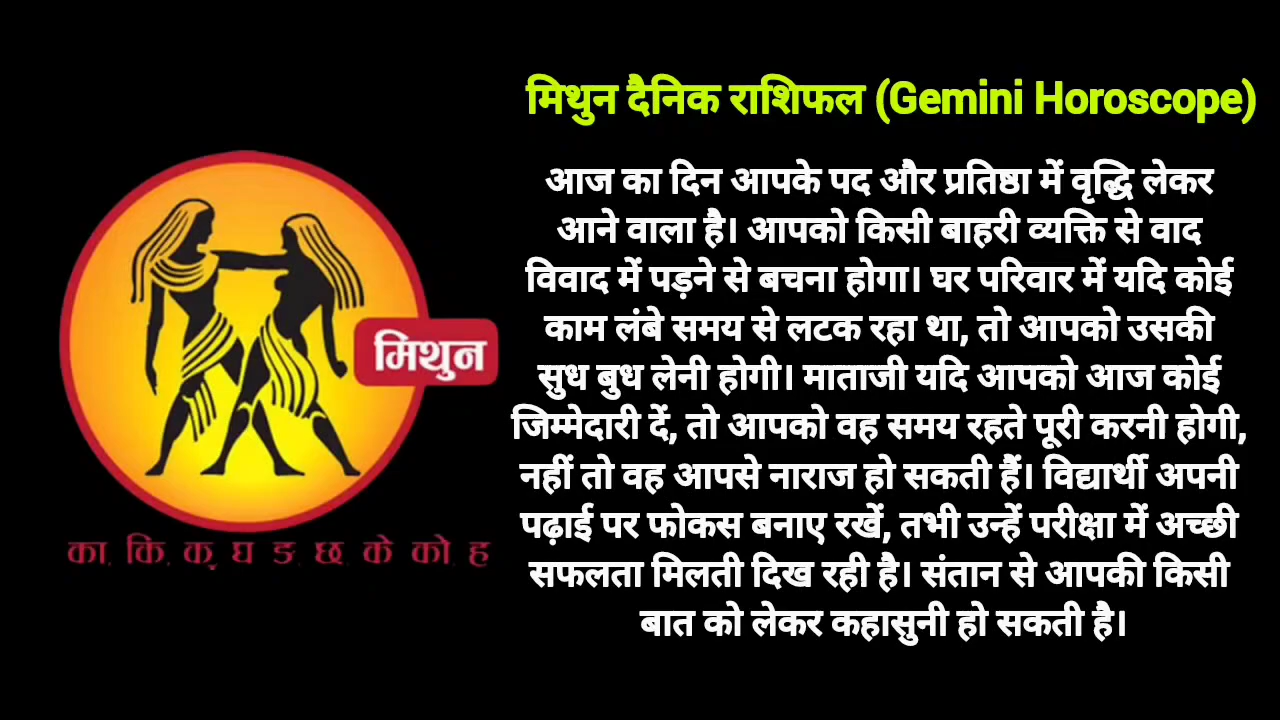 मिथुन दैनिक राशिफल (Gemini Horoscope)
आज का दिन आपके पद और प्रतिष्ठा में वृद्धि लेकर
आने वाला है। आपको किसी बाहरी व्यक्ति से वाद
विवाद में पड़ने से बचना होगा। घर परिवार में यदि कोई
काम लंबे समय से लटक रहा था, तो आपको उसकी
सुध बुध लेनी होगी। माताजी यदि आपको आज कोई
जिम्मेदारी दें, तो आपको वह समय रहते पूरी करनी होगी,
नहीं तो वह आपसे नाराज हो सकती हैं। विद्यार्थी अपनी
पढ़ाई पर फोकस बनाए रखें, तभी उन्हें परीक्षा में अच्छी
सफलता मिलती दिख रही है। संतान से आपकी किसी
बात को लेकर कहासुनी हो सकती है।
मिथुन
का. कि. क. घ ङ. छ. के. को. ह